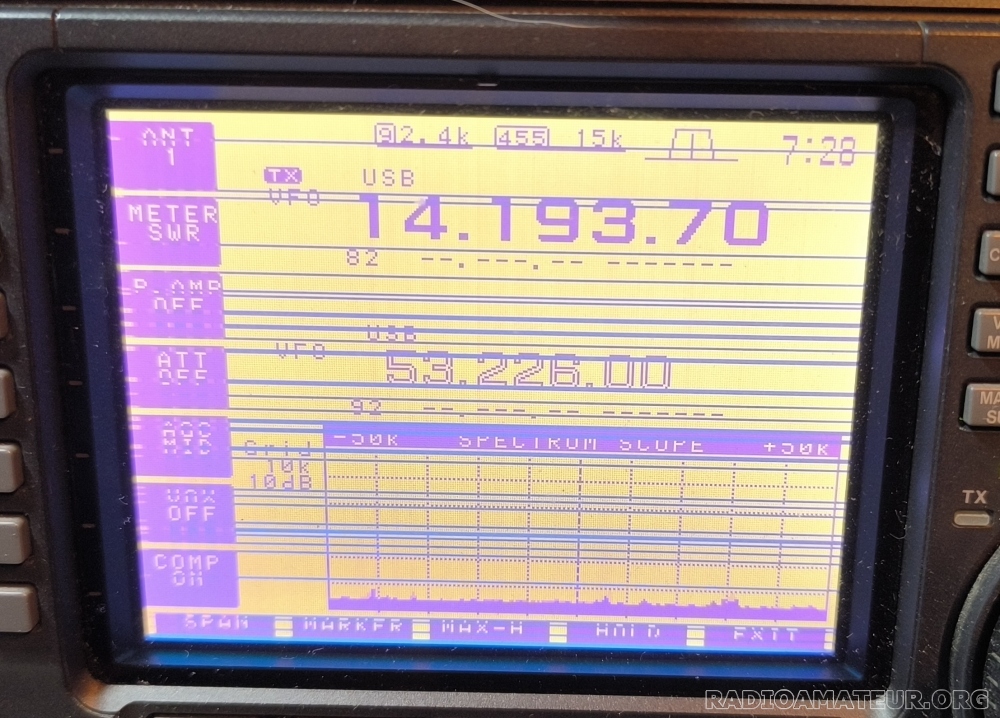 ANT
1
A 2.4k 455 15k
7:28
TX
VFO
USB
METER
SWR
14.193.70
82 --.---.-- -------
P.AMP
OFF
VFO
USB
53.226.00
ATT
OFF
92 --.---.-- -------
AGC
MID
-50K SPECTRUM SCOPE +50K
Grid
10k
10dB
VOX
OFF
COMP
ON
SPAN MARKER MAX-H HOLD EXIT
TX
RADIOAMATEUR.ORG